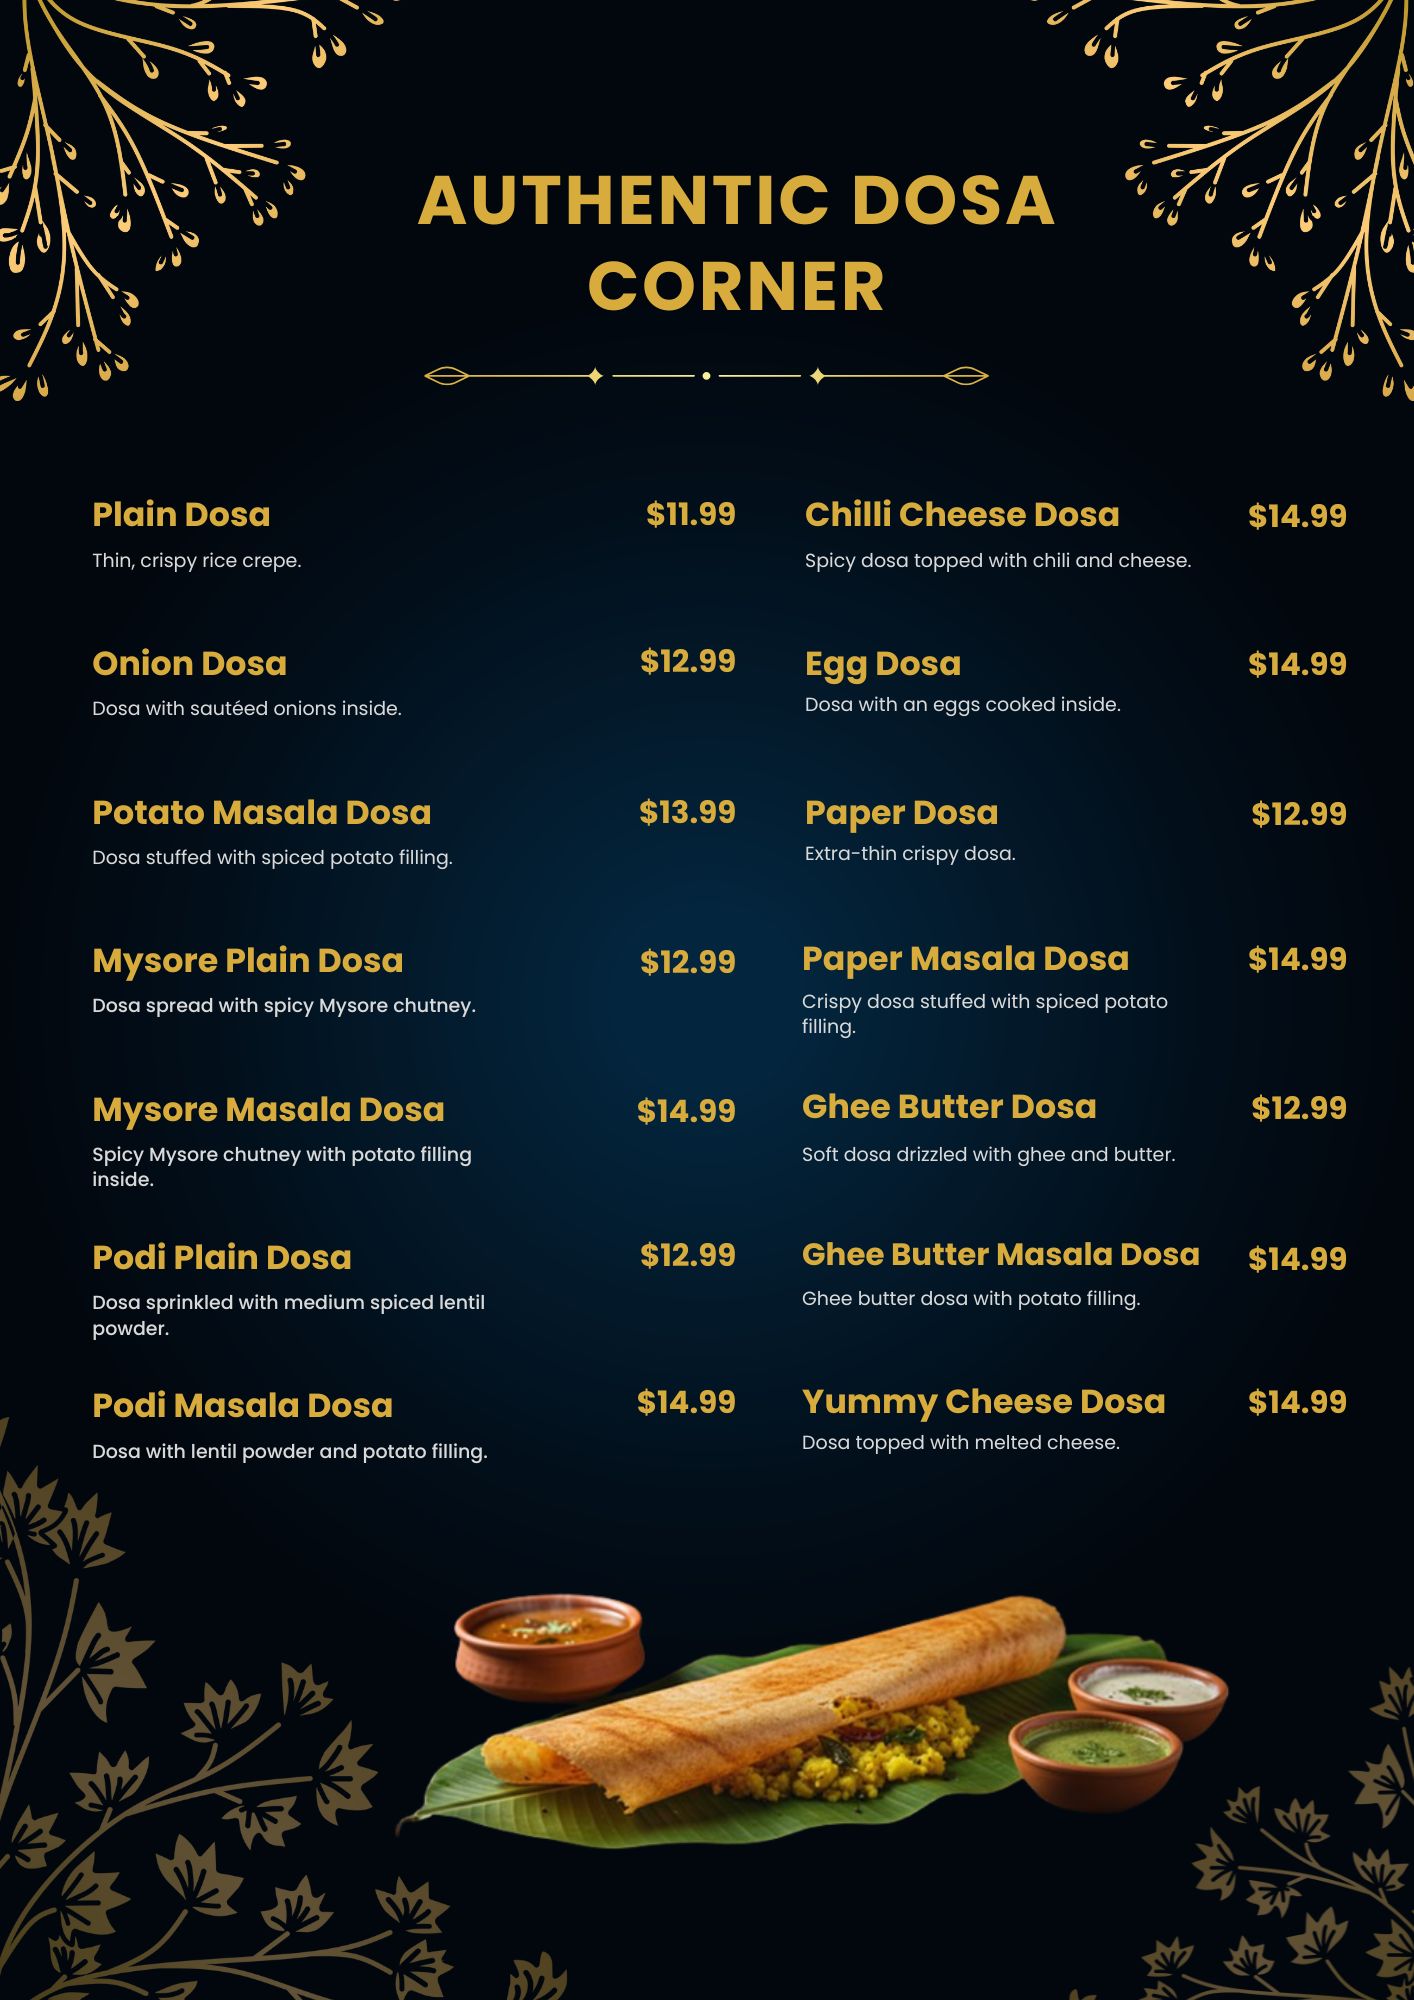 AUTHENTIC DOSA
CORNER
Plain Dosa
$11.99
Thin, crispy rice crepe.
Onion Dosa
$12.99
Dosa with sautéed onions inside.
Potato Masala Dosa
$13.99
Dosa stuffed with spiced potato filling.
Mysore Plain Dosa
$12.99
Dosa spread with spicy Mysore chutney.
Mysore Masala Dosa
$14.99
Spicy Mysore chutney with potato filling
inside.
Podi Plain Dosa
$12.99
Dosa sprinkled with medium spiced lentil
powder.
Podi Masala Dosa
$14.99
Dosa with lentil powder and potato filling.
Chilli Cheese Dosa
$14.99
Spicy dosa topped with chili and cheese.
Egg Dosa
$14.99
Dosa with an eggs cooked inside.
Paper Dosa
$12.99
Extra-thin crispy dosa.
Paper Masala Dosa
$14.99
Crispy dosa stuffed with spiced potato
filling.
Ghee Butter Dosa
$12.99
Soft dosa drizzled with ghee and butter.
Ghee Butter Masala Dosa
$14.99
Ghee butter dosa with potato filling.
Yummy Cheese Dosa
$14.99
Dosa topped with melted cheese.